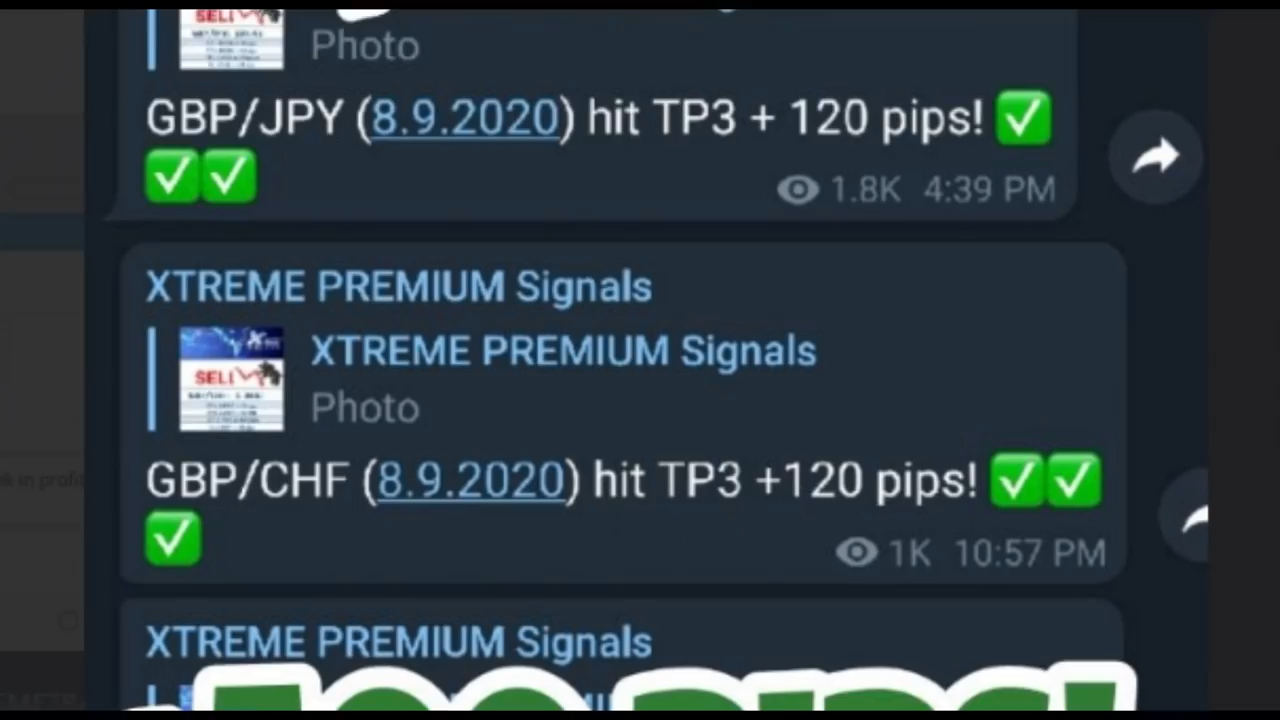 SELL
Photo
GBP/JPY (8.9.2020) hit TP3 + 120 pips! ✅
✅✅
1.8K 4:39 PM
XTREME PREMIUM Signals
XTREME PREMIUM Signals
SELL
Photo
GBP/CHF (8.9.2020) hit TP3 +120 pips! ✅✅
✅
1K 10:57 PM
XTREME PREMIUM Signals